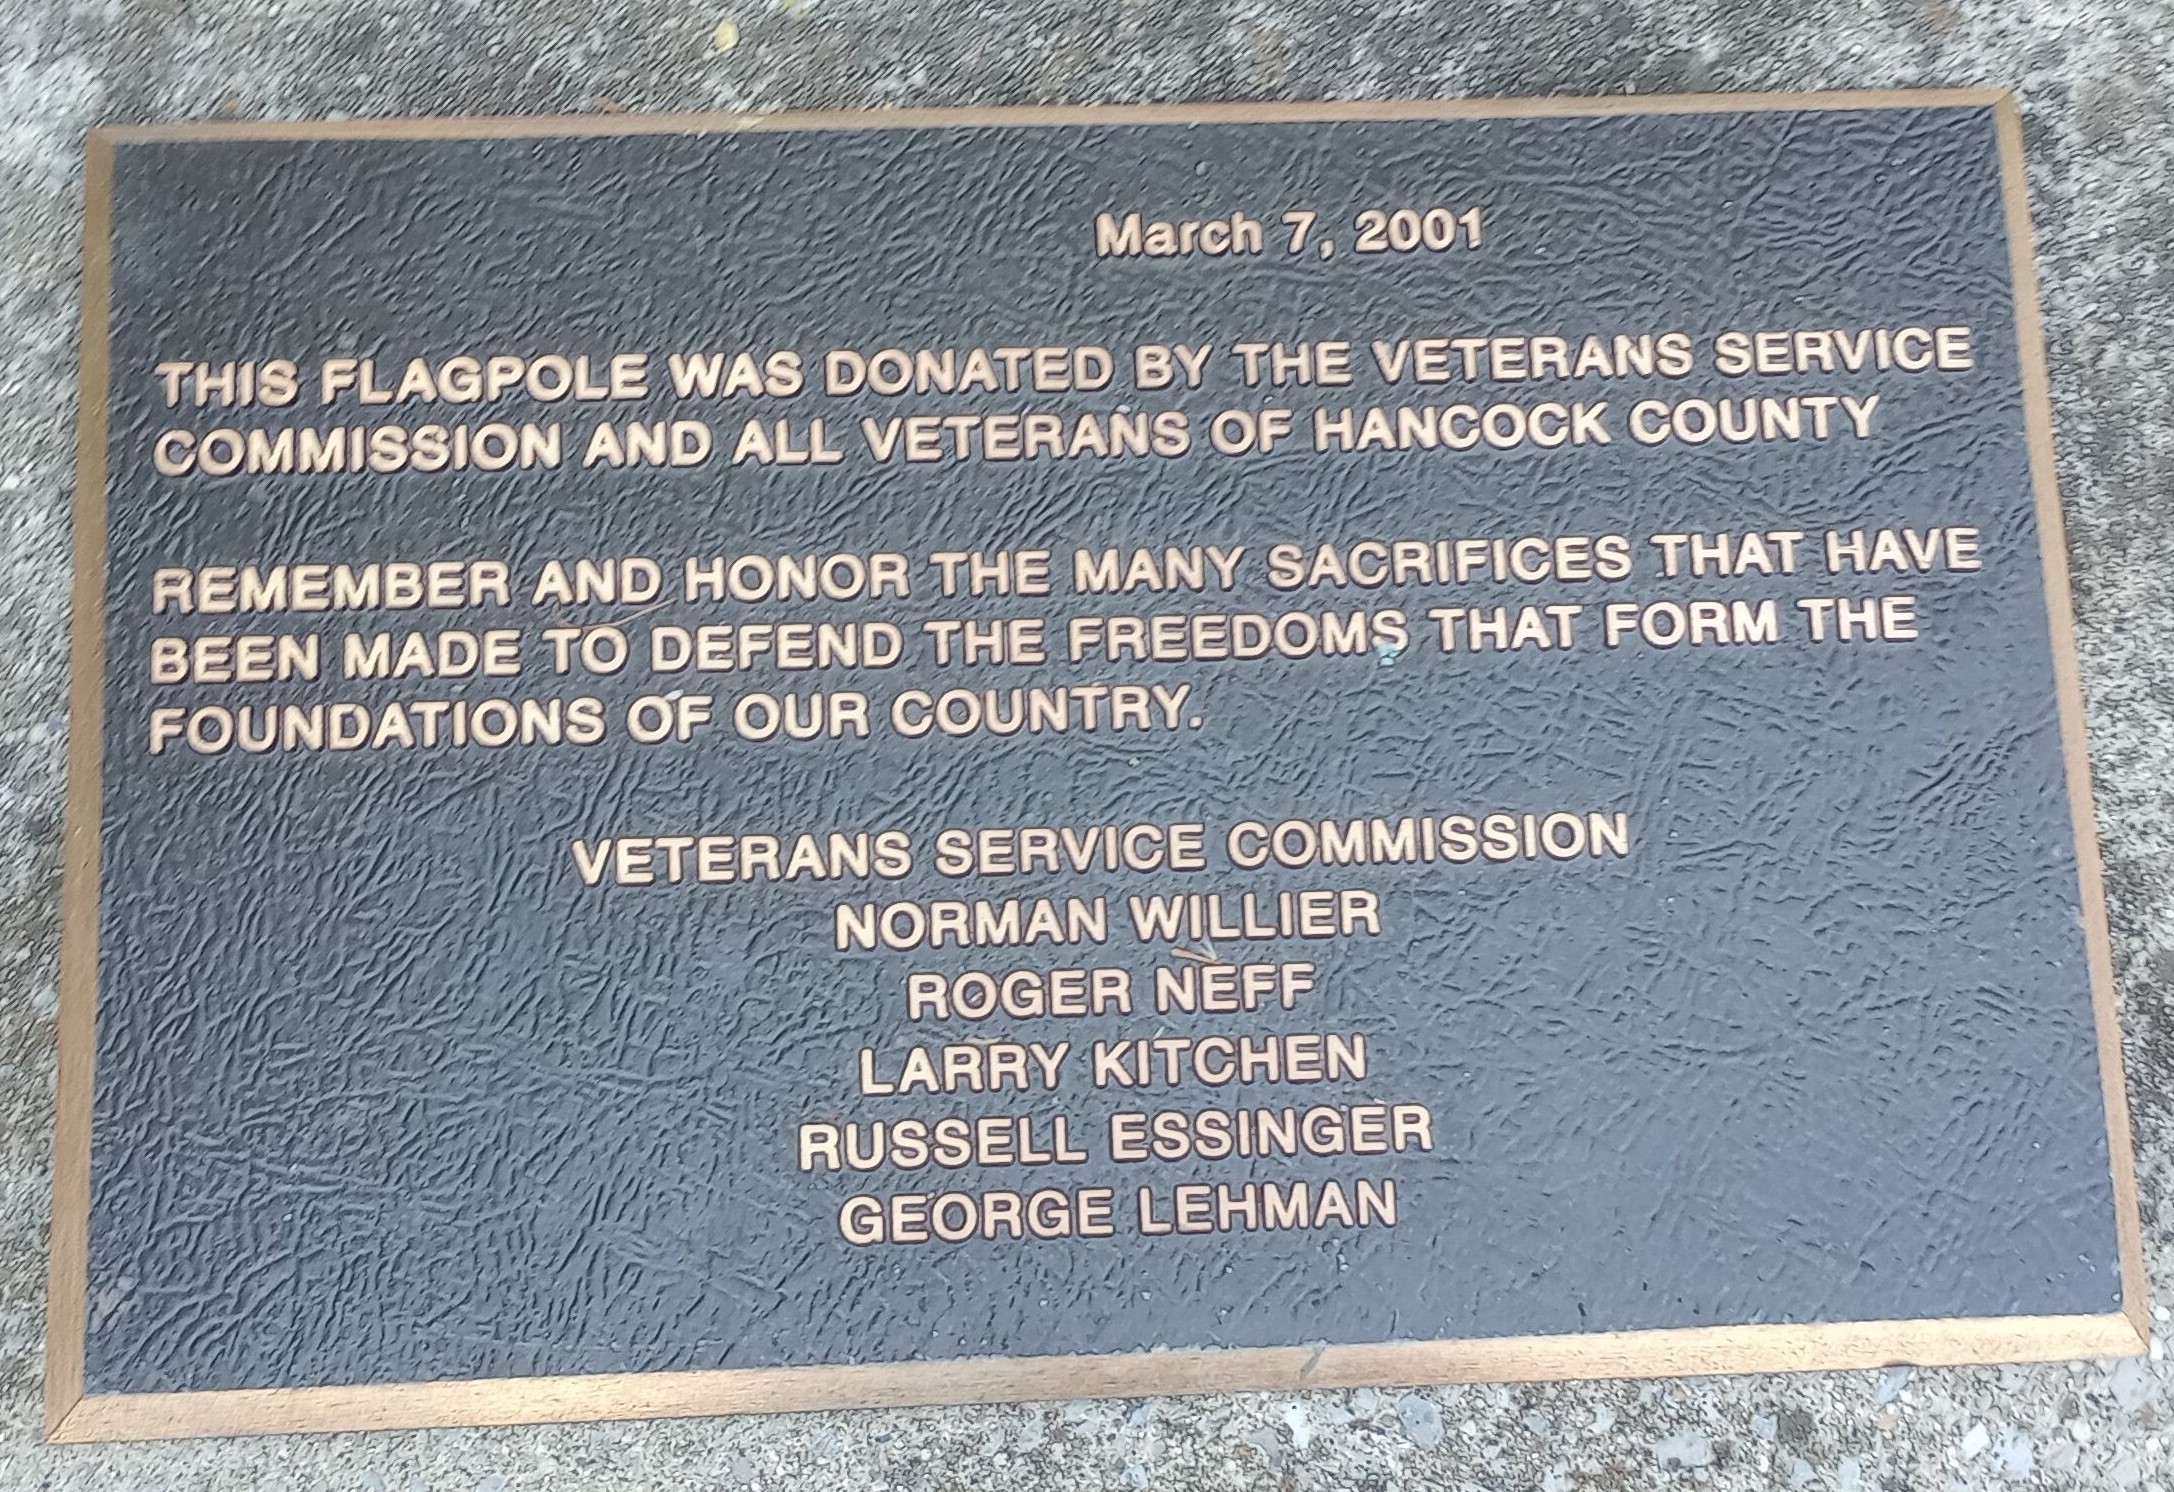 March 7, 2001
THIS FLAGPOLE WAS DONATED BY THE VETERANS SERVICE
COMMISSION AND ALL VETERANS OF HANCOCK COUNTY
REMEMBER AND HONOR THE MANY SACRIFICES THAT HAVE
BEEN MADE TO DEFEND THE FREEDOMS THAT FORM THE
FOUNDATIONS OF OUR COUNTRY.
VETERANS SERVICE COMMISSION
NORMAN WILLIER
ROGER NEFF
LARRY KITCHEN
RUSSELL ESSINGER
GEORGE LEHMAN